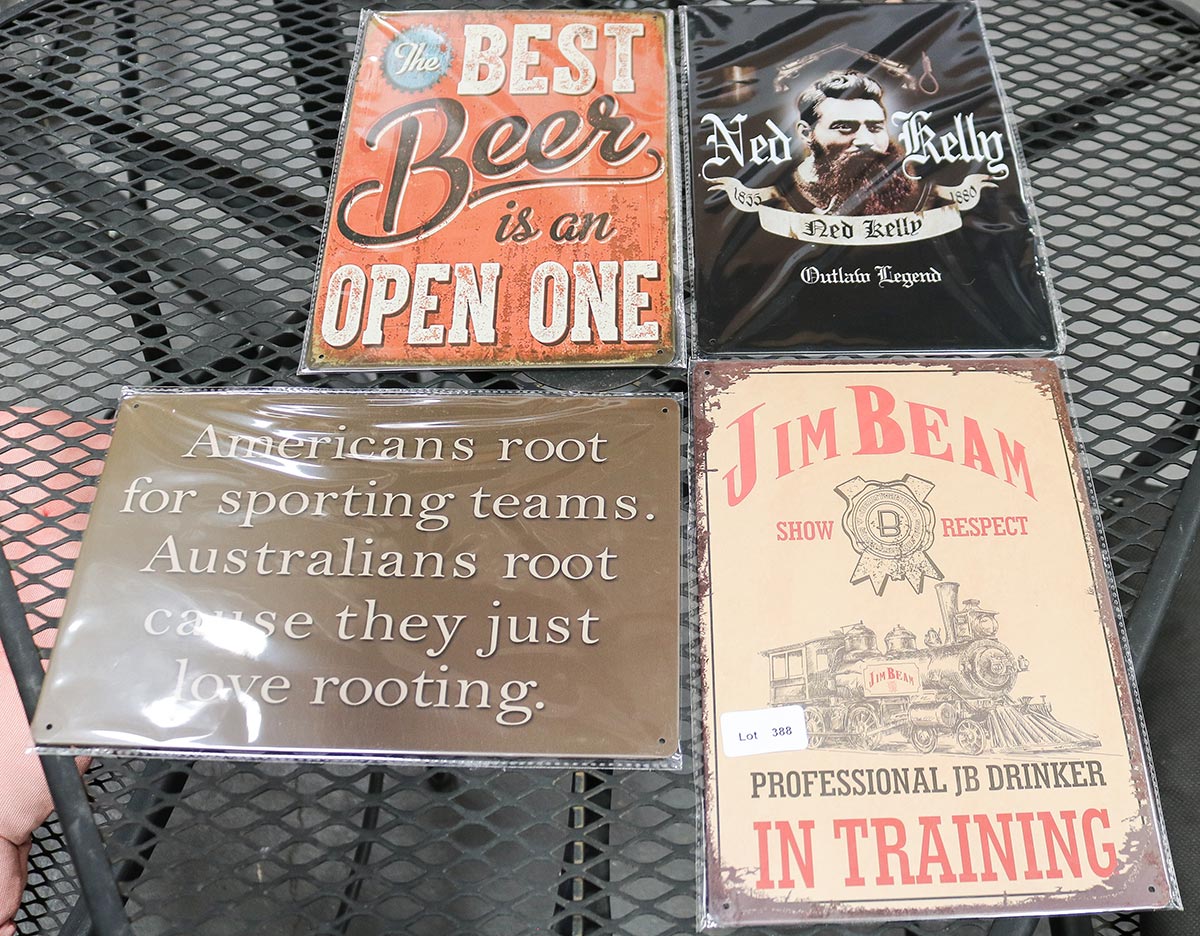 The BEST
Beer
is an
OPEN ONE
Ned Kelly
1855 1880
Ned Kelly
Outlaw Legend
Americans root
for sporting teams.
Australians root
cause they just
love rooting.
JIM BEAM
SHOW B RESPECT
JIM BEAM
Lot 388
PROFESSIONAL JB DRINKER
IN TRAINING